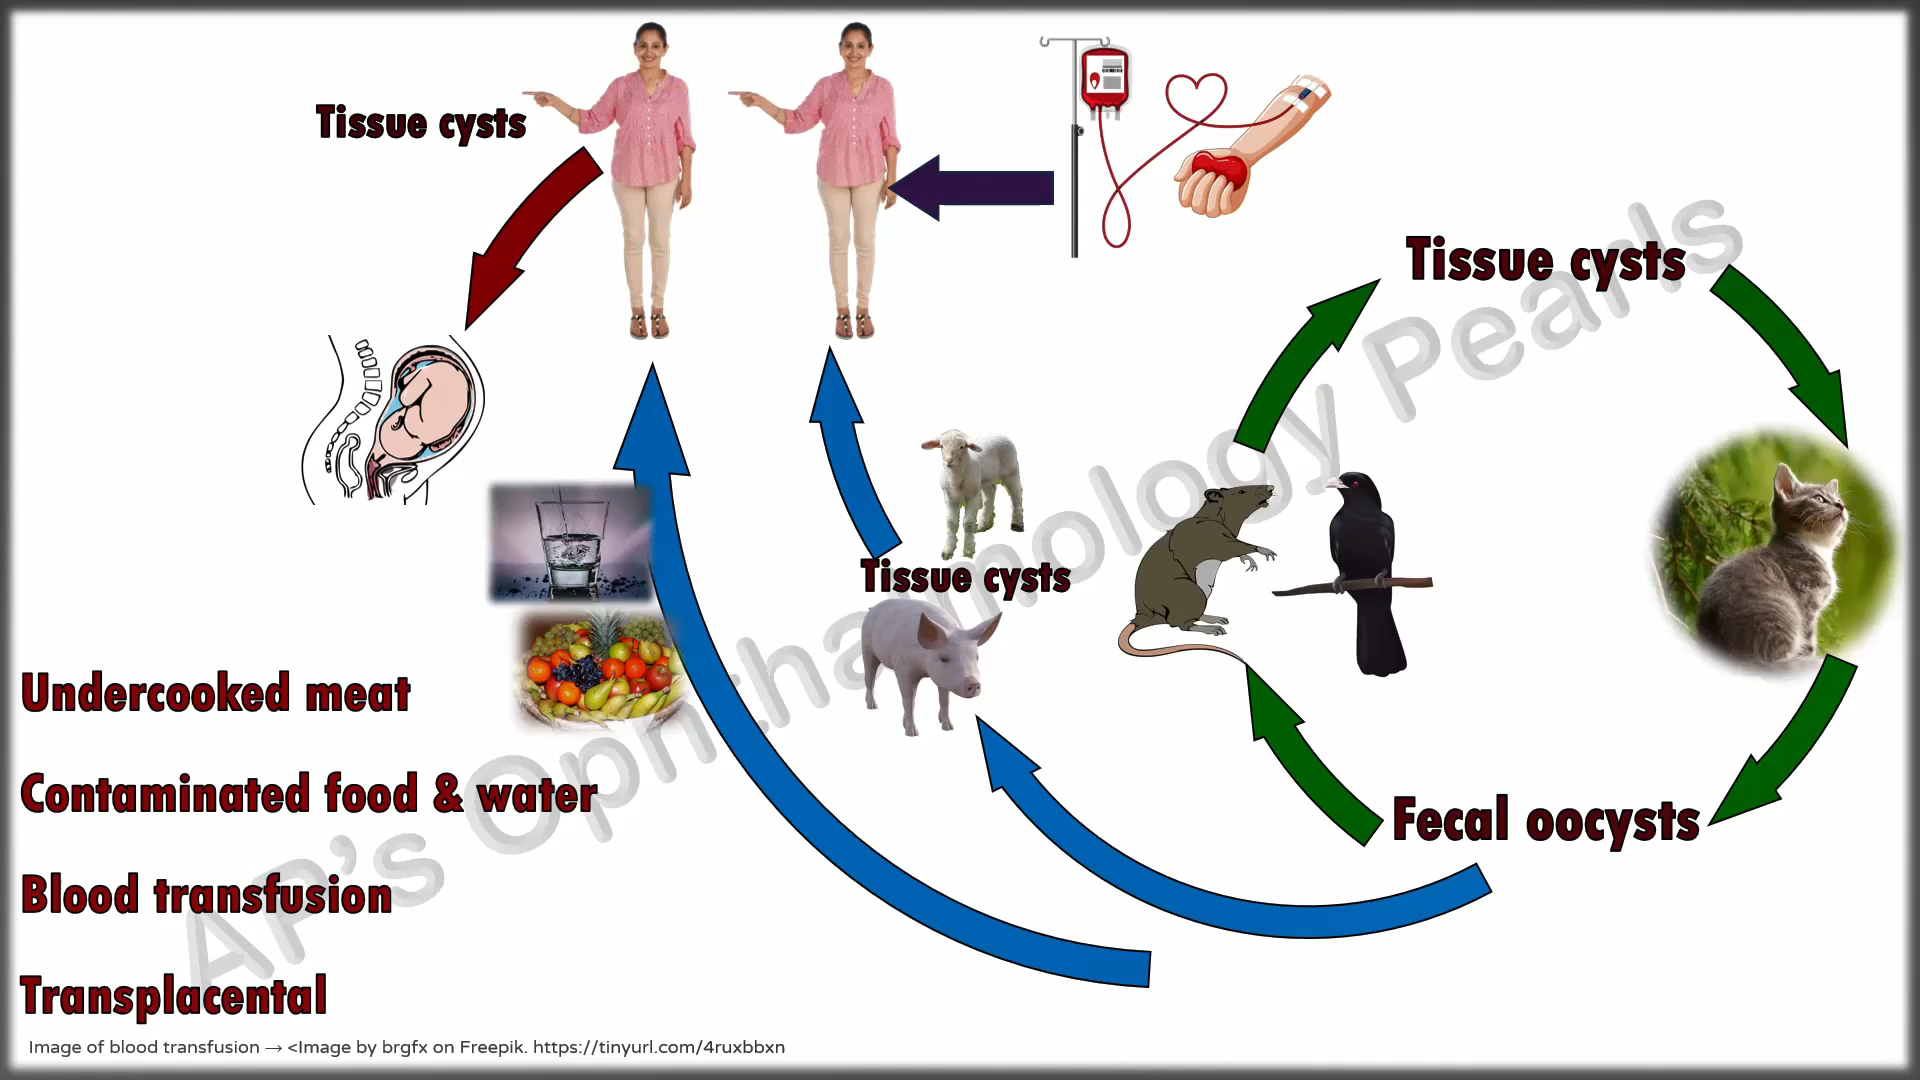 Tissue cysts
Tissue cysts
Tissue cysts
Undercooked meat
Contaminated food & water
Fecal oocysts
Blood transfusion
Transplacental
AP's Ophthalmology Pearls
Image of blood transfusion → <Image by brgfx on Freepik. https://tinyurl.com/4ruxbbxn